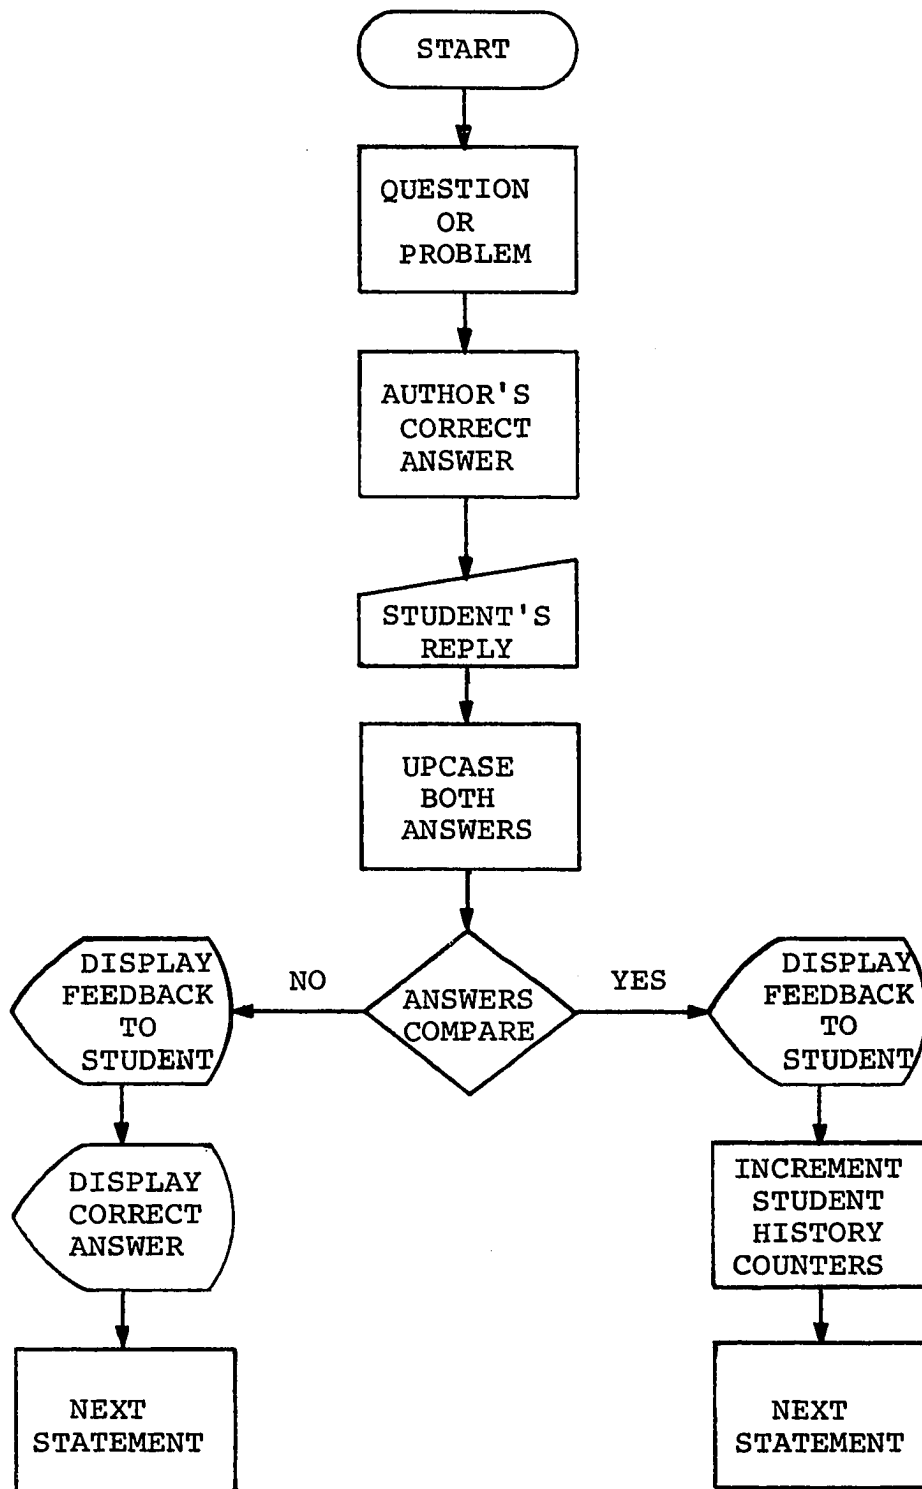 START
QUESTION
OR
PROBLEM
AUTHOR'S
CORRECT
ANSWER
STUDENT'S
REPLY
UPCASE
BOTH
ANSWERS
ANSWERS
COMPARE
NO
DISPLAY
FEEDBACK
TO
STUDENT
DISPLAY
CORRECT
ANSWER
NEXT
STATEMENT
YES
DISPLAY
FEEDBACK
TO
STUDENT
INCREMENT
STUDENT
HISTORY
COUNTERS
NEXT
STATEMENT